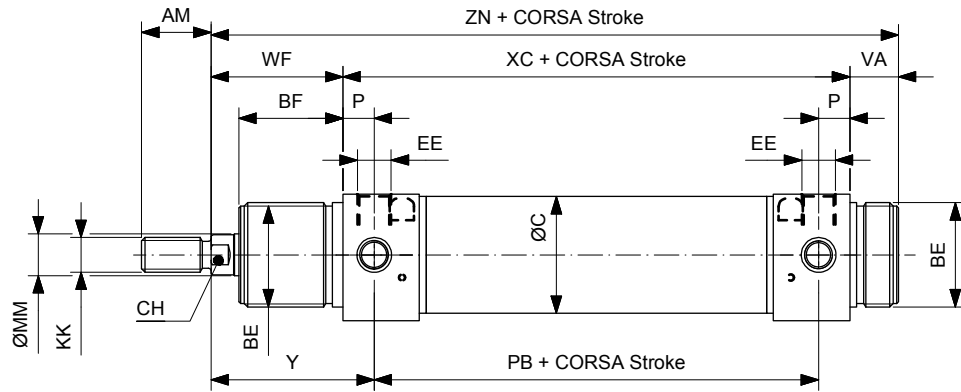 AM
ZN + CORSA Stroke
WF
XC + CORSA Stroke
VA
BF
P
P
EE
EE
ØC
BE
ØMM
KK
CH
BE
Y
PB + CORSA Stroke